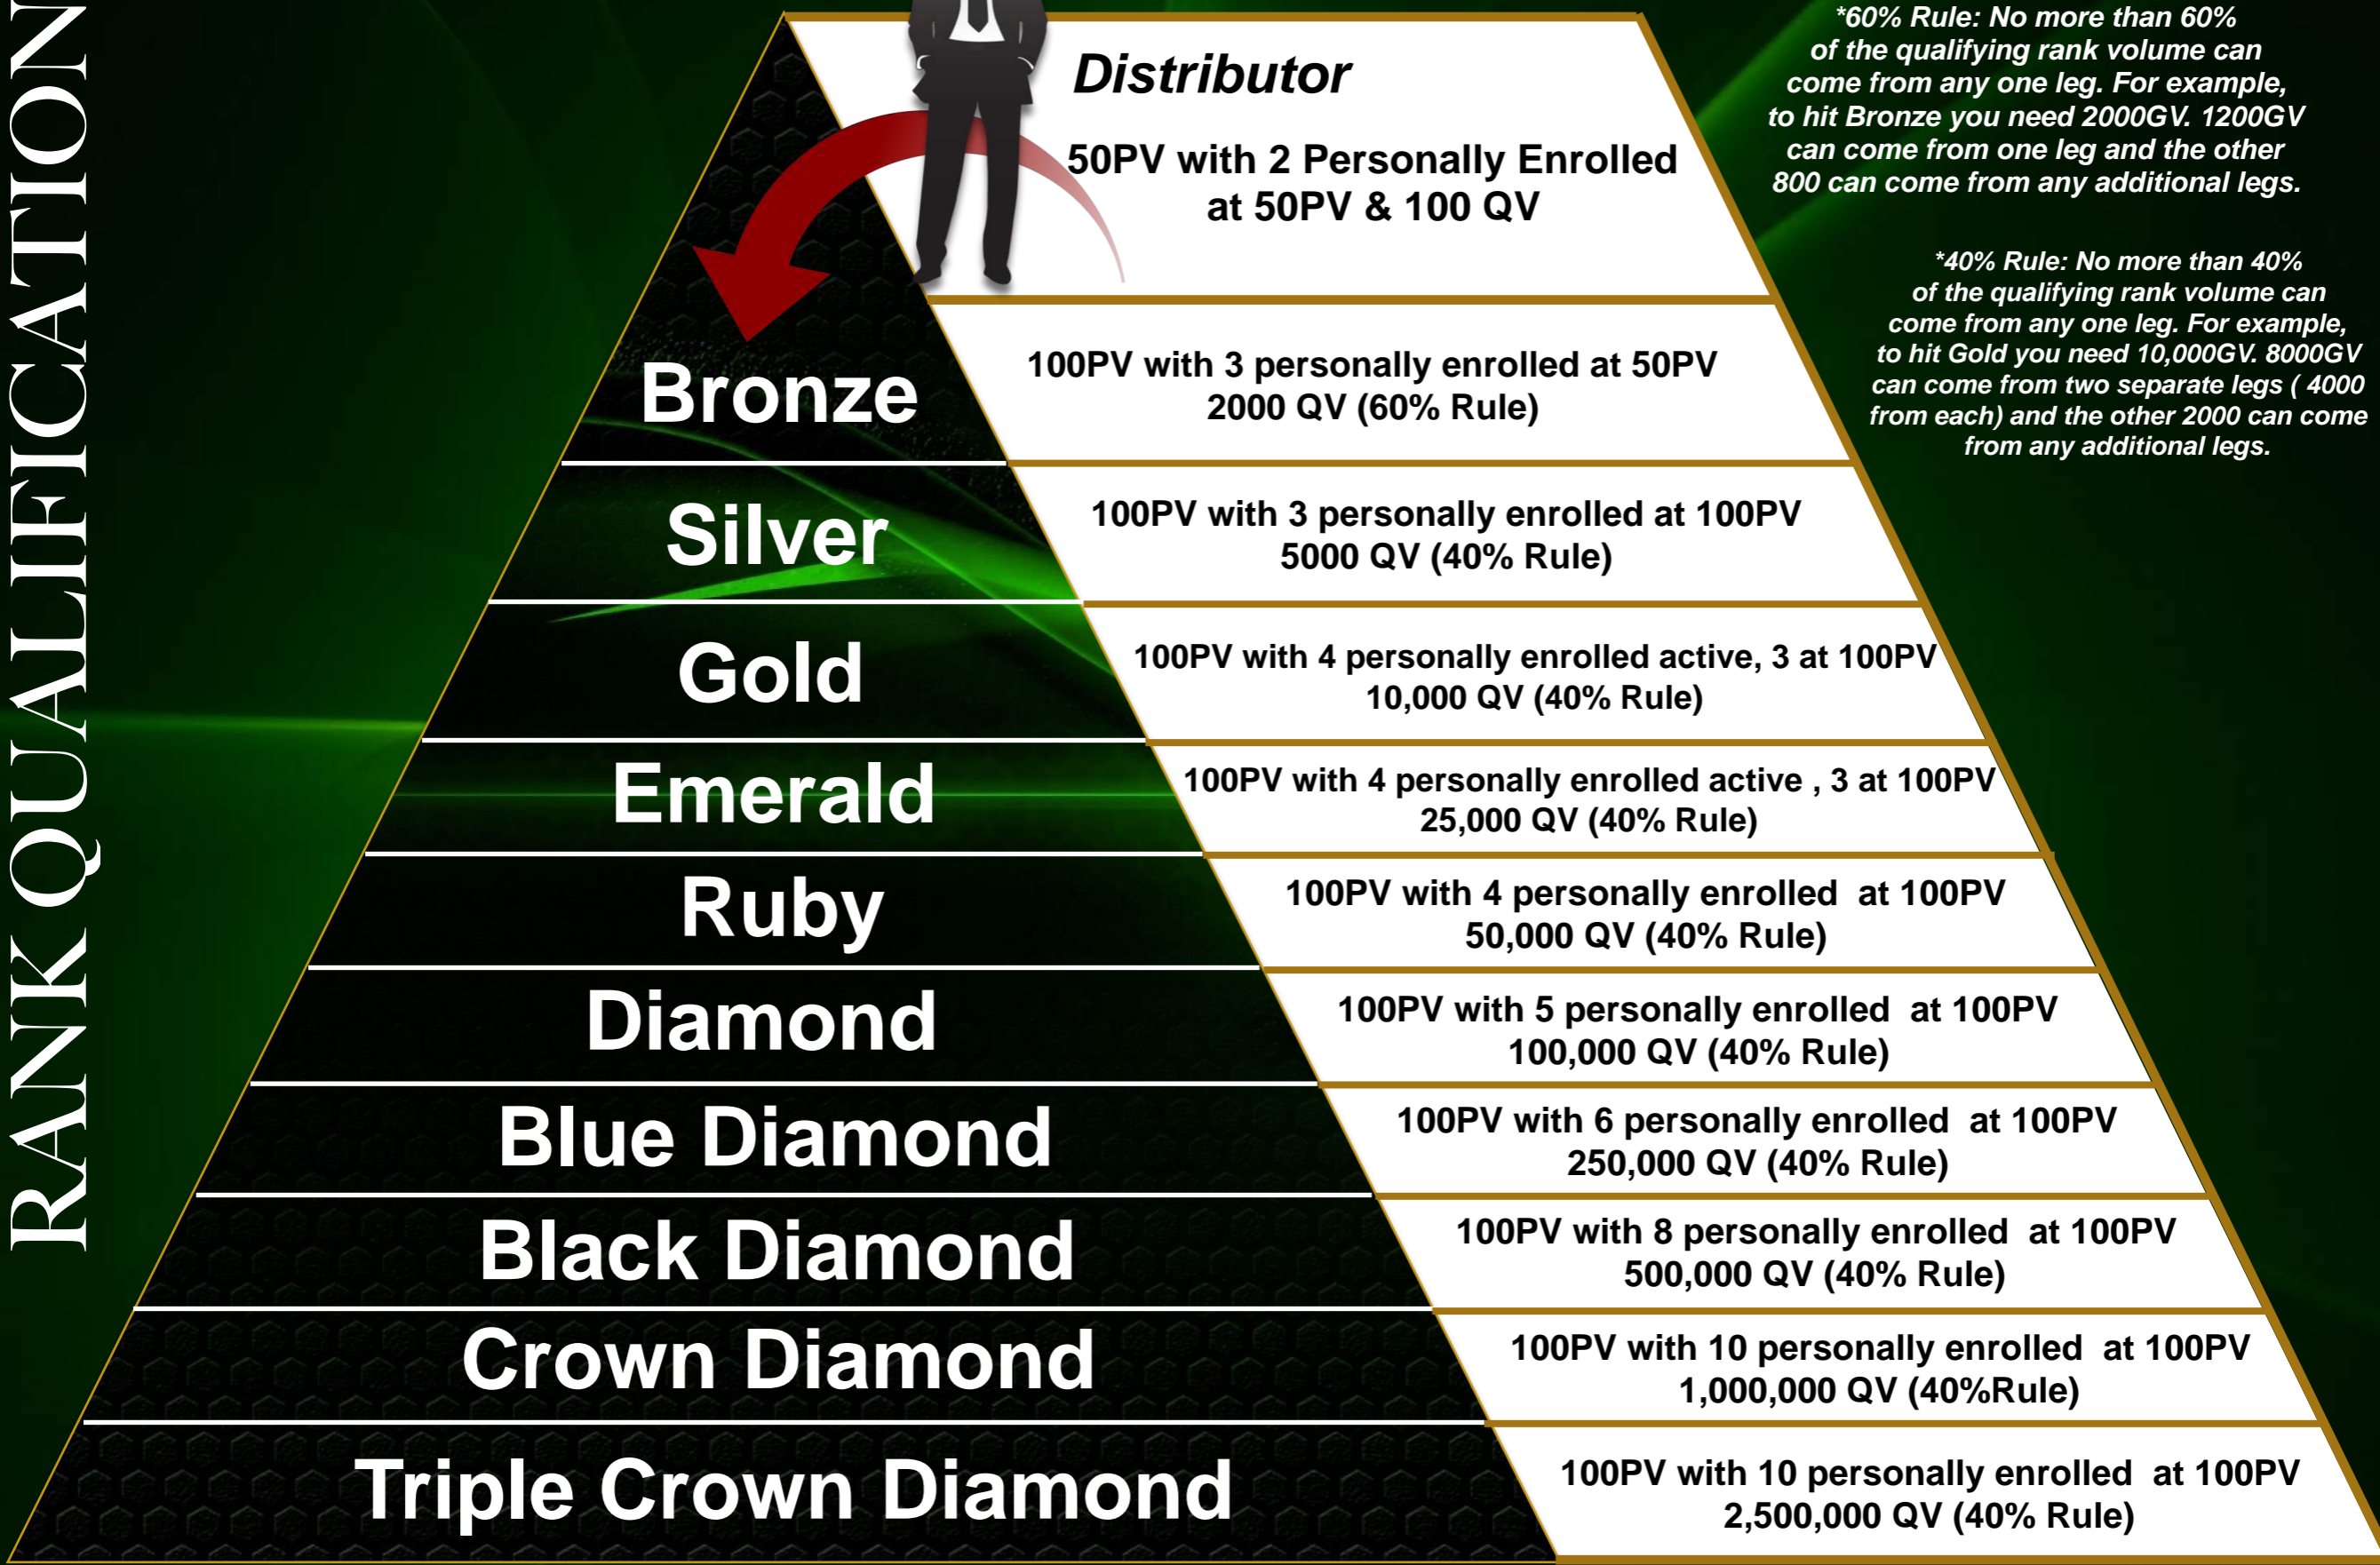 RANK QUALIFICATION
Distributor
50PV with 2 Personally Enrolled
at 50PV & 100 QV
*60% Rule: No more than 60%
of the qualifying rank volume can
come from any one leg. For example,
to hit Bronze you need 2000GV. 1200GV
can come from one leg and the other
800 can come from any additional legs.
*40% Rule: No more than 40%
of the qualifying rank volume can
come from any one leg. For example,
to hit Gold you need 10,000GV. 8000GV
can come from two separate legs ( 4000
from each) and the other 2000 can come
from any additional legs.
Bronze
100PV with 3 personally enrolled at 50PV
2000 QV (60% Rule)
Silver
100PV with 3 personally enrolled at 100PV
5000 QV (40% Rule)
Gold
100PV with 4 personally enrolled active, 3 at 100PV
10,000 QV (40% Rule)
Emerald
100PV with 4 personally enrolled active , 3 at 100PV
25,000 QV (40% Rule)
Ruby
100PV with 4 personally enrolled at 100PV
50,000 QV (40% Rule)
Diamond
100PV with 5 personally enrolled at 100PV
100,000 QV (40% Rule)
Blue Diamond
100PV with 6 personally enrolled at 100PV
250,000 QV (40% Rule)
Black Diamond
100PV with 8 personally enrolled at 100PV
500,000 QV (40% Rule)
Crown Diamond
100PV with 10 personally enrolled at 100PV
1,000,000 QV (40%Rule)
Triple Crown Diamond
100PV with 10 personally enrolled at 100PV
2,500,000 QV (40% Rule)